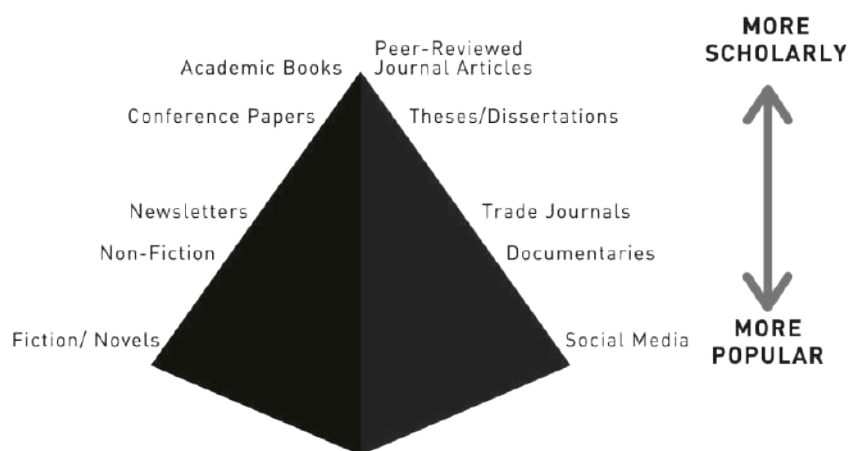 MORE
SCHOLARLY
Peer-Reviewed
Academic Books Journal Articles
Conference Papers Theses/Dissertations
Newsletters Trade Journals
Non-Fiction Documentaries
Fiction/ Novels Social Media
MORE
POPULAR